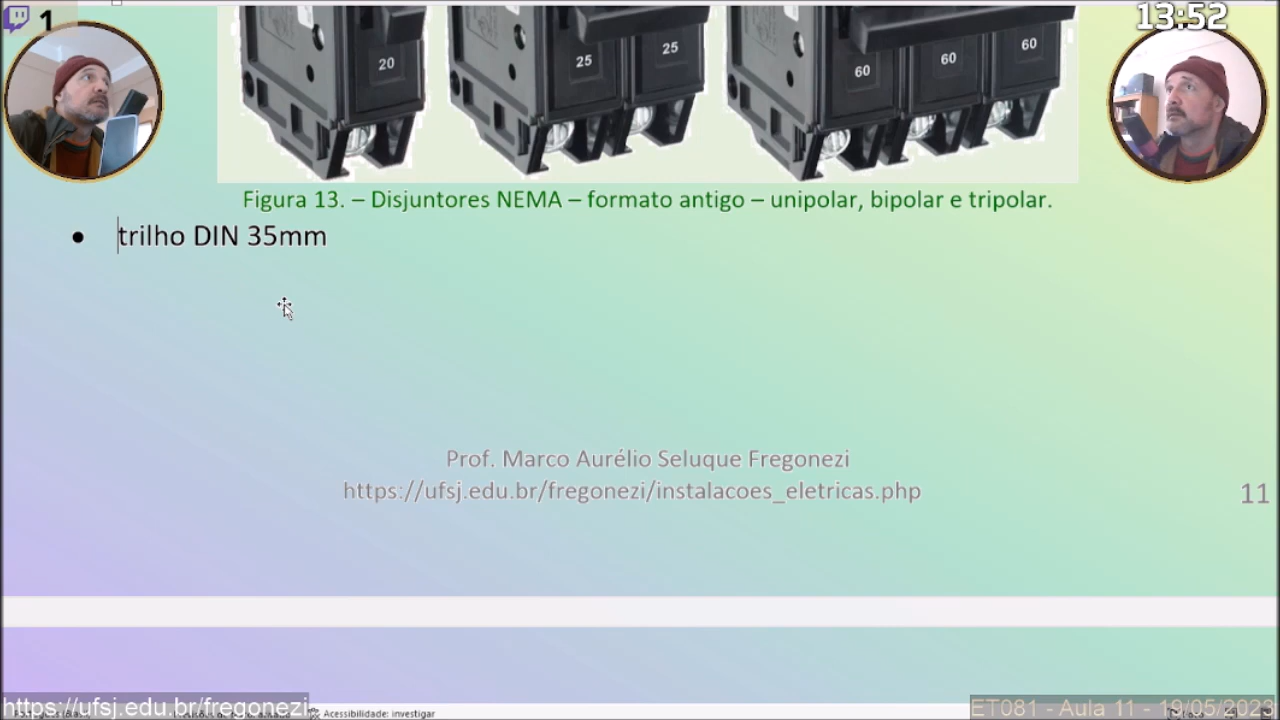 1
13:52
20
25
25
60
60
60
Figura 13. – Disjuntores NEMA – formato antigo – unipolar, bipolar e tripolar.
• trilho DIN 35mm
Prof. Marco Aurélio Seluque Fregonezi
https://ufsj.edu.br/fregonezi/instalacoes_eletricas.php
11
https://ufsj.edu.br/fregonezi
Acessibilidade: investigar
ET081 - Aula 11 - 19/05/2023